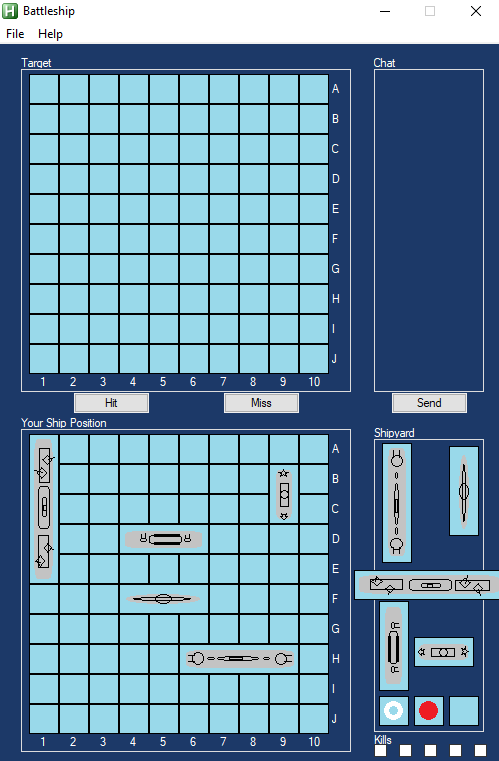 H Battleship
File Help
Target
Chat
A
B
C
D
E
F
G
H
I
J
1 2 3 4 5 6 7 8 9 10
Hit
Miss
Send
Your Ship Position
Shipyard
A
B
C
D
E
F
G
H
I
J
1 2 3 4 5 6 7 8 9 10
Kills